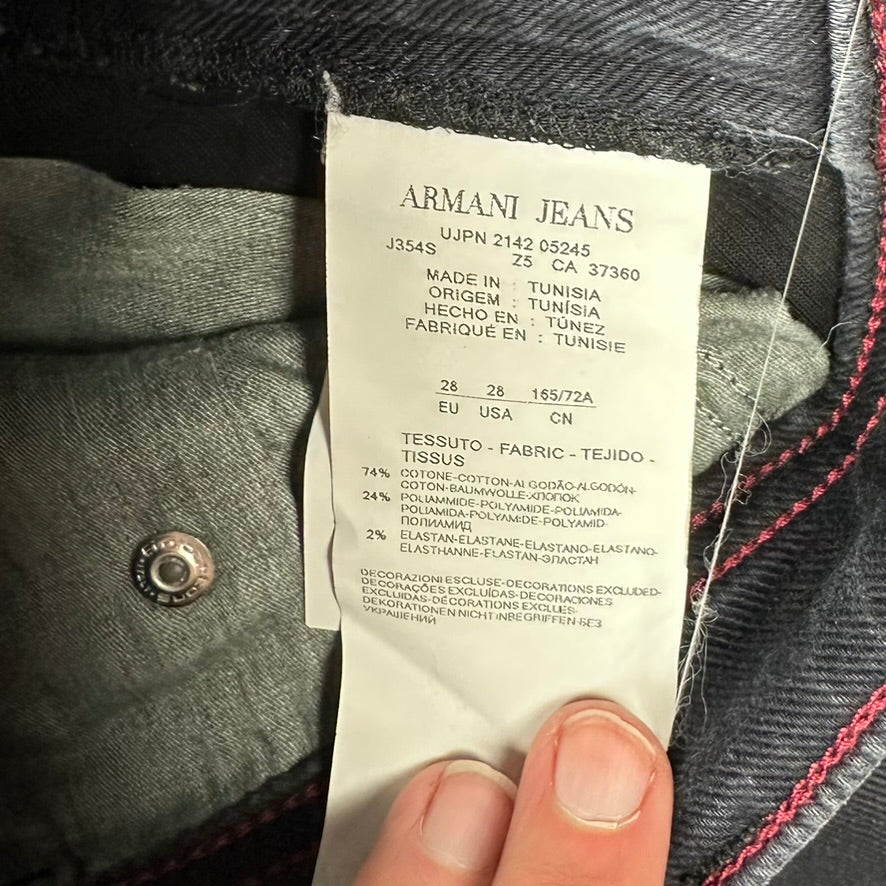 ARMANI JEANS
UJPN 2142 05245
J354S Z5 CA 37360
MADE IN : TUNISIA
ORIGEM : TUNÍSIA
HECHO EN : TÚNEZ
FABRIQUÉ EN : TUNISIE
28 28 165/72A
EU USA CN
TESSUTO - FABRIC - TEJIDO -
TISSUS
74% COTONE-COTTON-ALGODÃO-ALGODÓN-
COTON-BAUMWOLLE-ХЛОПОК
24% POLIAMMIDE-POLYAMIDE-POLIAMIDA-
POLIAMIDA-POLYAMIDE-POLYAMID-
ПОЛИАМИД
2% ELASTAN-ELASTANE-ELASTANO-ELASTANO-
ELASTHANNE-ELASTAN-ЭЛАСТАН
DECORAZIONI ESCLUSE-DECORATIONS EXCLUDED-
DECORAÇÕES EXCLUÍDAS-DECORACIONES
EXCLUIDAS-DÉCORATIONS EXCLUES-
DEKORATIONEN NICHT INBEGRIFFEN-БЕЗ
УКРАШЕНИЙ